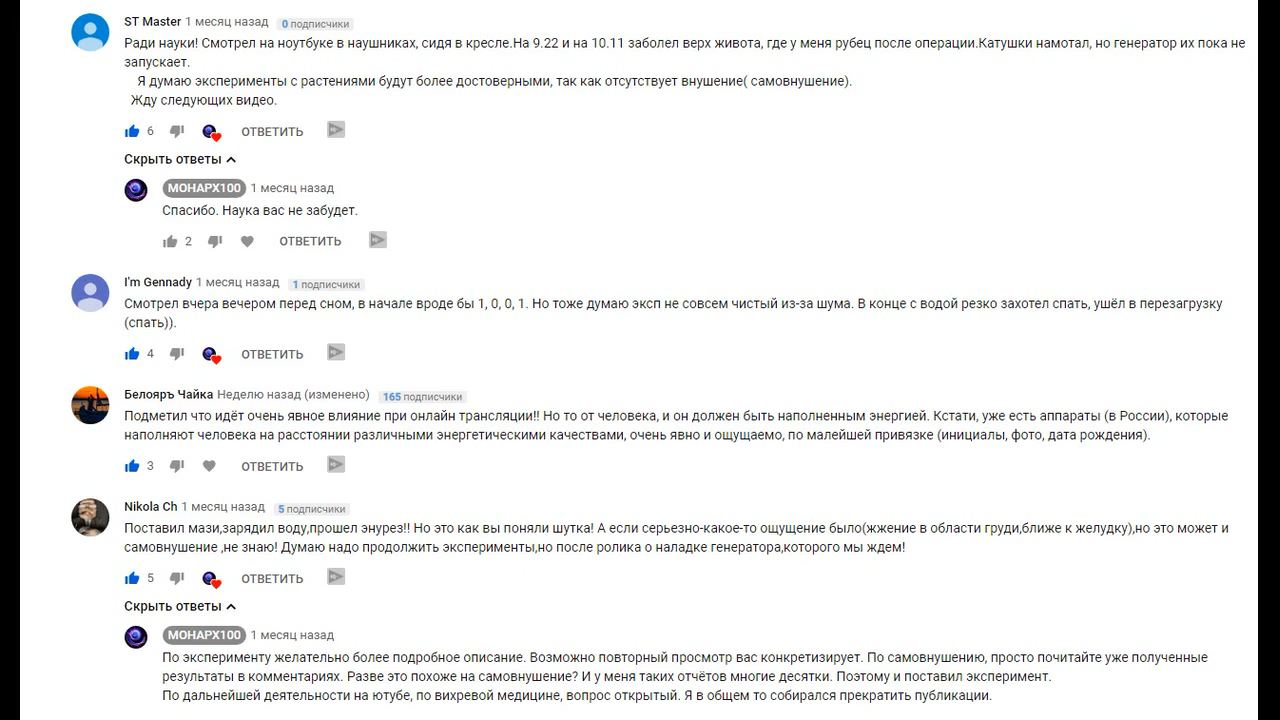 ST Master 1 месяц назад 0 подписчики
Ради науки! Смотрел на ноутбуке в наушниках, сидя в кресле.На 9.22 и на 10.11 заболел верх живота, где у меня рубец после операции.Катушки намотал, но генератор их пока не
запускает.
Я думаю эксперименты с растениями будут более достоверными, так как отсутствует внушение( самовнушение).
Жду следующих видео.
6 ОТВЕТИТЬ
Скрыть ответы
МОНАРХ100 1 месяц назад
Спасибо. Наука вас не забудет.
2 ОТВЕТИТЬ
I'm Gennady 1 месяц назад 1 подписчики
Смотрел вчера вечером перед сном, в начале вроде бы 1, 0, 0, 1. Но тоже думаю эксп не совсем чистый из-за шума. В конце с водой резко захотел спать, ушёл в перезагрузку
(спать)).
4 ОТВЕТИТЬ
Белояръ Чайка Неделю назад (изменено) 165 подписчики
Подметил что идёт очень явное влияние при онлайн трансляции!! Но то от человека, и он должен быть наполненным энергией. Кстати, уже есть аппараты (в России), которые
наполняют человека на расстоянии различными энергетическими качествами, очень явно и ощущаемо, по малейшей привязке (инициалы, фото, дата рождения).
3 ОТВЕТИТЬ
Nikola Ch 1 месяц назад 5 подписчики
Поставил мази,зарядил воду,прошел энурез!! Но это как вы поняли шутка! А если серьезно-какое-то ощущение было(жжение в области груди,ближе к желудку),но это может и
самовнушение ,не знаю! Думаю надо продолжить эксперименты,но после ролика о наладке генератора,которого мы ждем!
5 ОТВЕТИТЬ
Скрыть ответы
МОНАРХ100 1 месяц назад
По эксперименту желательно более подробное описание. Возможно повторный просмотр вас конкретизирует. По самовнушению, просто почитайте уже полученные
результаты в комментариях. Разве это похоже на самовнушение? И у меня таких отчётов многие десятки. Поэтому и поставил эксперимент.
По дальнейшей деятельности на ютубе, по вихревой медицине, вопрос открытый. Я в общем то собирался прекратить публикации.